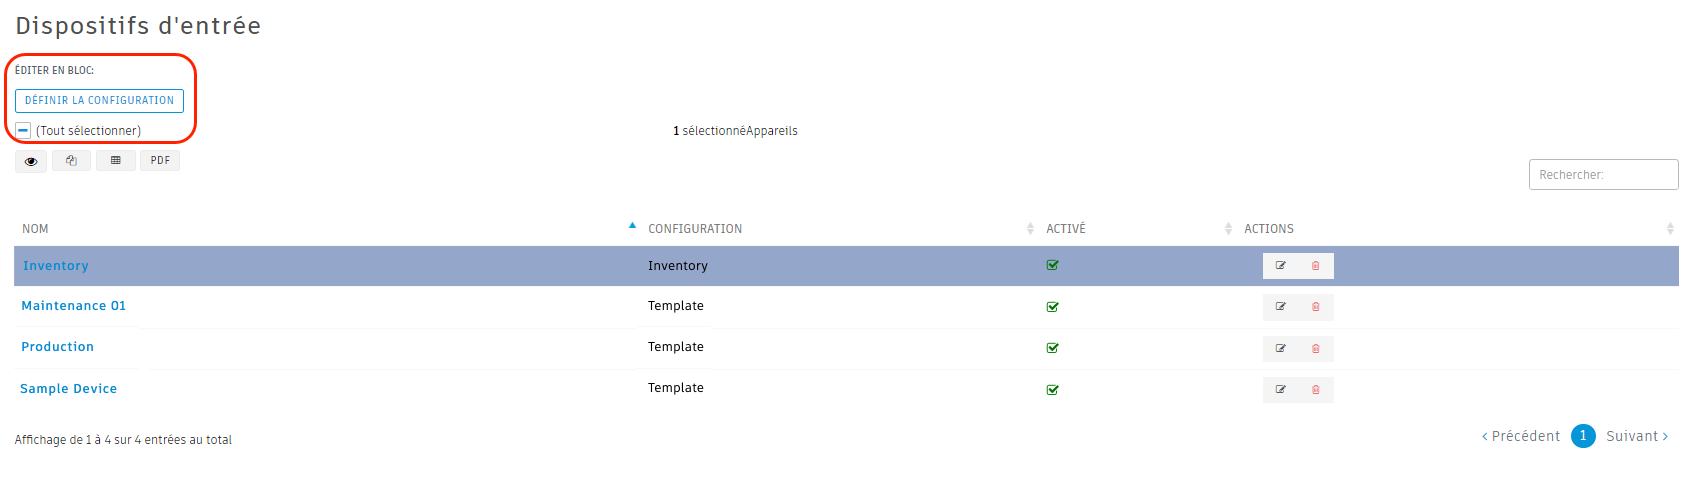 Dispositifs d'entrée
ÉDITER EN BLOC:
DÉFINIR LA CONFIGURATION
(Tout sélectionner)
1 sélectionnéAppareils
PDF
Rechercher:
NOM CONFIGURATION ACTIVÉ ACTIONS
Inventory Inventory
Maintenance 01 Template
Production Template
Sample Device Template
Affichage de 1 à 4 sur 4 entrées au total
‹ Précédent 1 Suivant ›